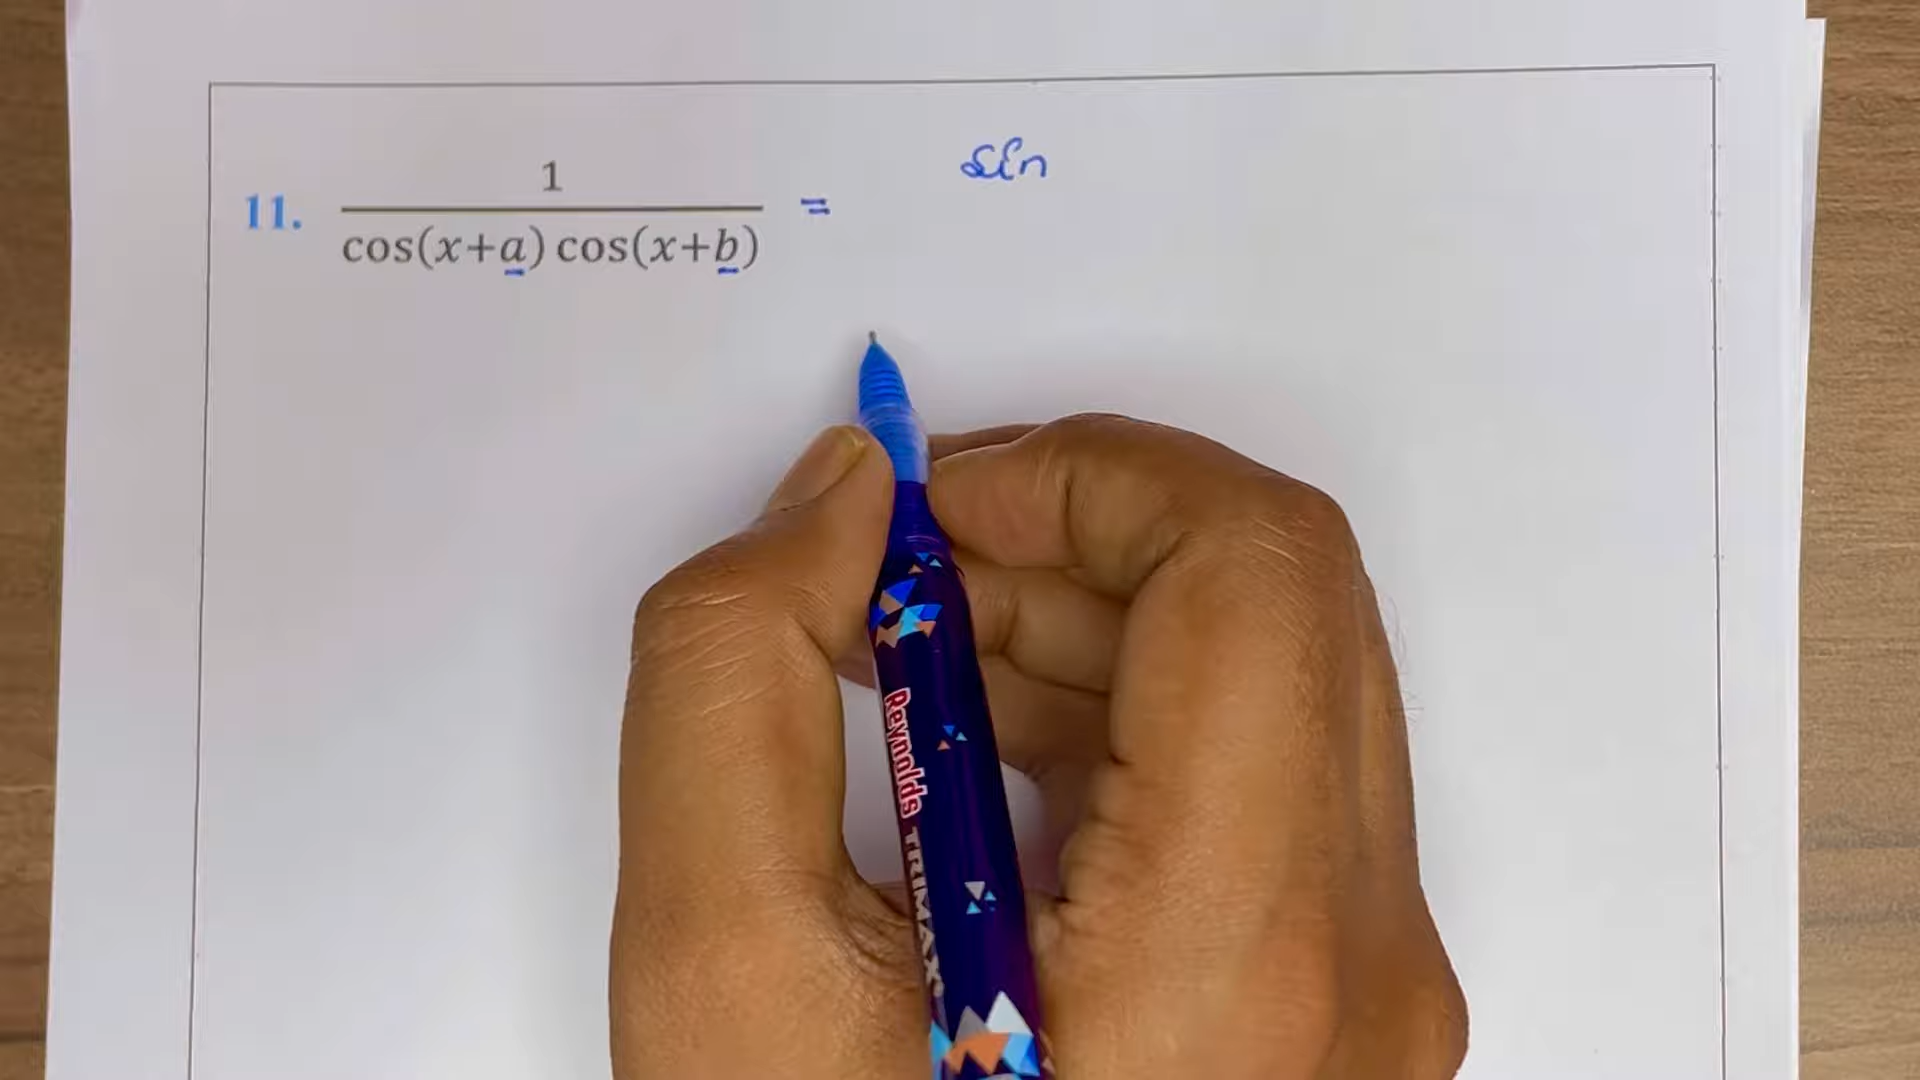 sin
11. 1 / cos(x+a) cos(x+b) =
Reynolds TRIMAX